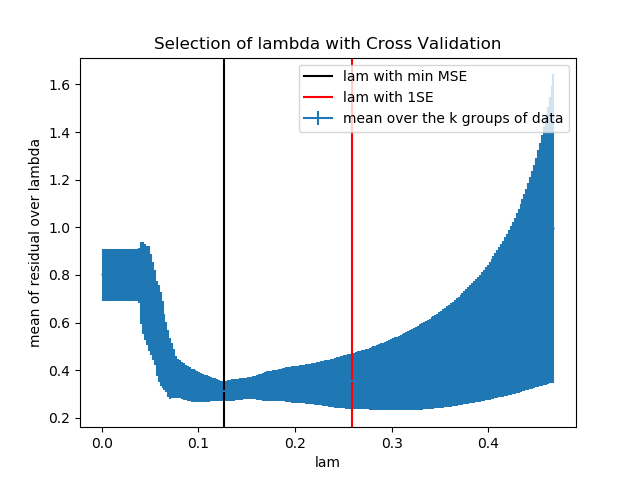 Selection of lambda with Cross Validation
lam with min MSE
lam with 1SE
mean over the k groups of data
mean of residual over lambda
1.6
1.4
1.2
1.0
0.8
0.6
0.4
0.2
0.0
0.1
0.2
0.3
0.4
lam